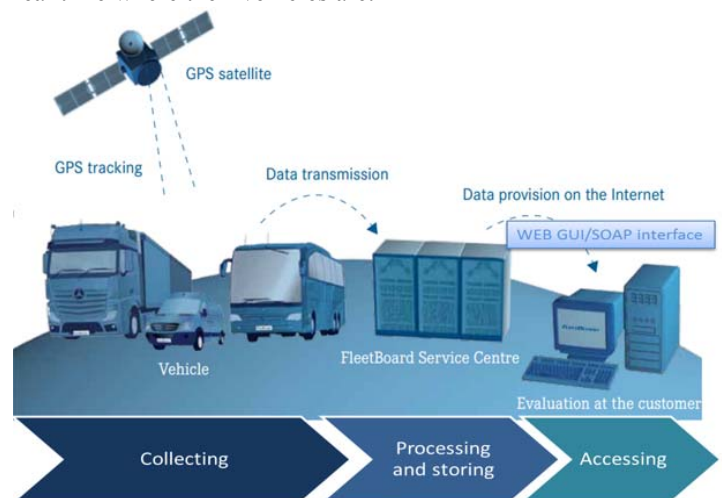 GPS satellite
GPS tracking
Data transmission
Data provision on the Internet
WEB GUI/SOAP interface
Vehicle
FleetBoard Service Centre
Evaluation at the customer
Collecting
Processing
and storing
Accessing